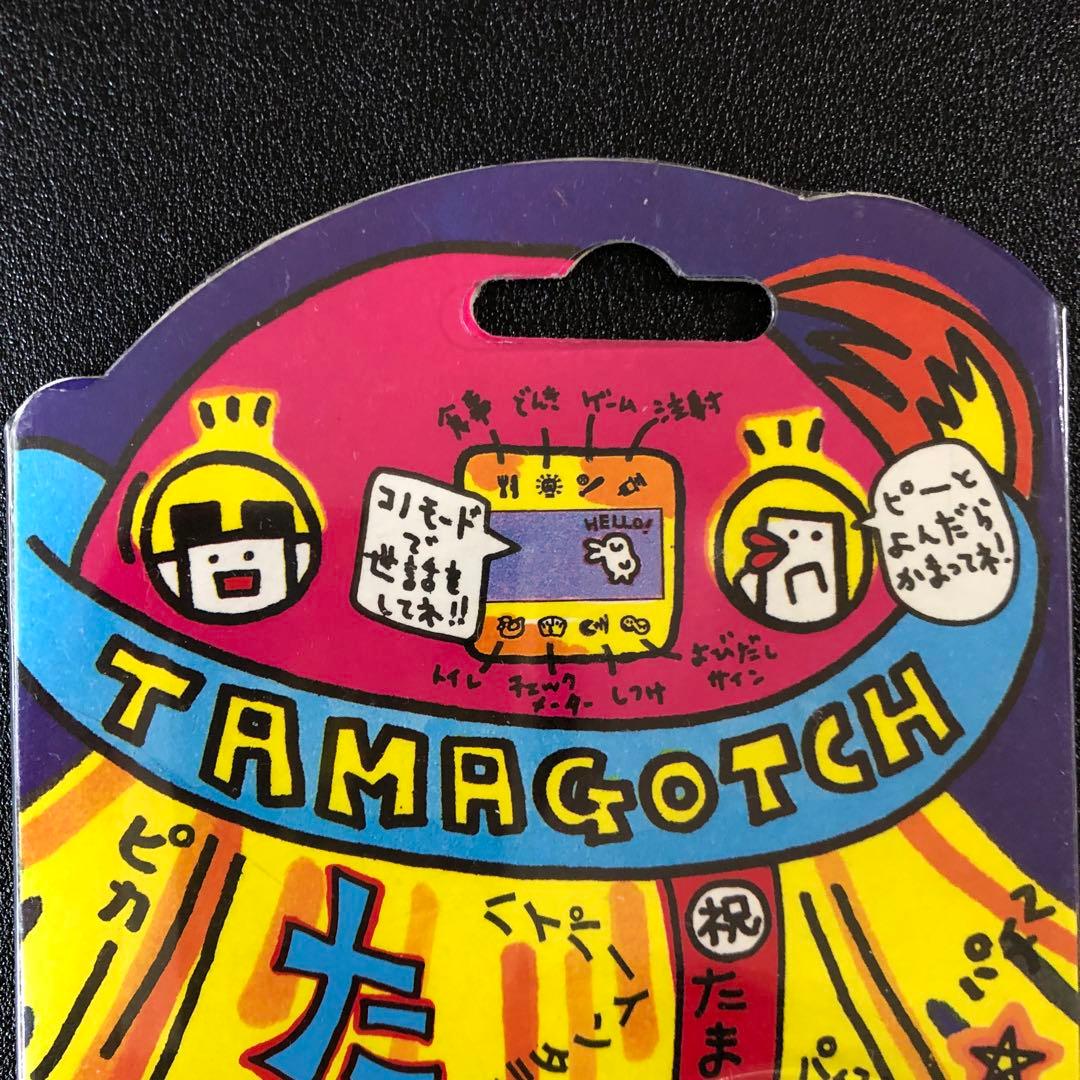 食事 でんき ゲーム 注射
コノモード
で
世話を
してネ!!
HELLO!
ピーと
よんだら
かまってネ!
トイレ
チェック
メーター
しつけ
よびだし
サイン
TAMAGOTCH
ピカー
た
㊗たま